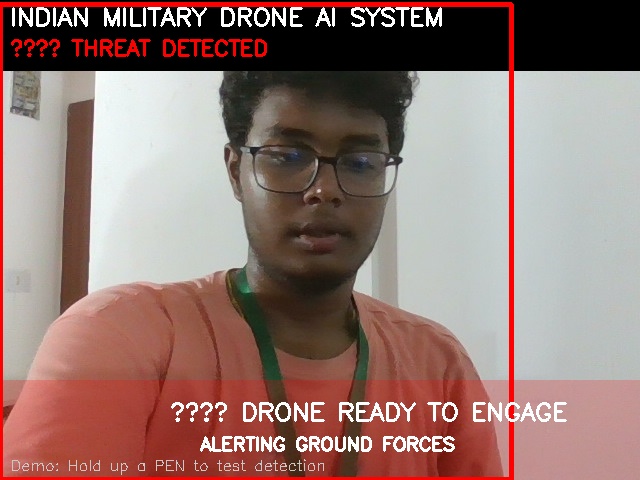 INDIAN MILITARY DRONE AI SYSTEM
???? THREAT DETECTED
???? DRONE READY TO ENGAGE
ALERTING GROUND FORCES
Demo: Hold up a PEN to test detection